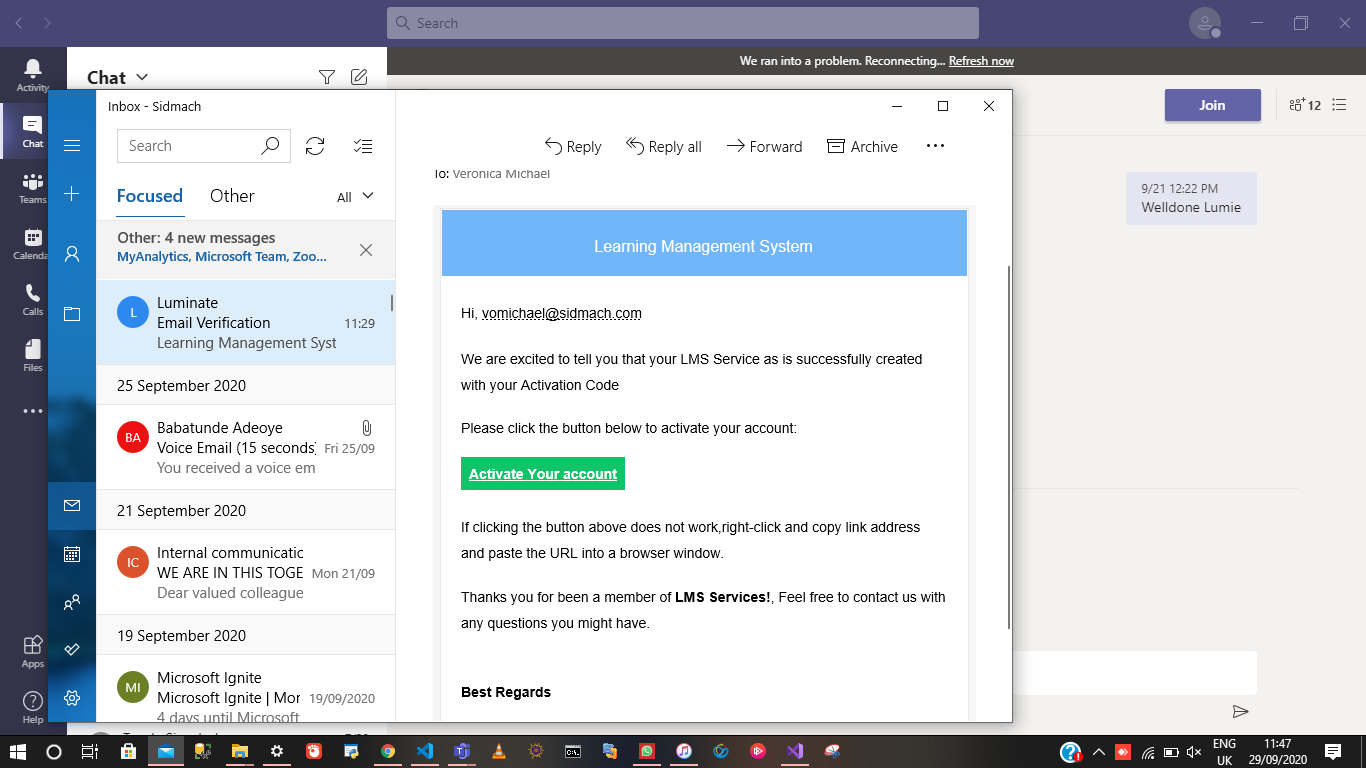 Search
We ran into a problem. Reconnecting... Refresh now
Activity
Chat
Teams
Calenda
Calls
Files
Apps
Help
Chat
Join
12
9/21 12:22 PM
Welldone Lumie
Inbox - Sidmach
Search
Focused
Other
All
Other: 4 new messages
MyAnalytics, Microsoft Team, Zoo...
L
Luminate
Email Verification
11:29
Learning Management Syst
25 September 2020
BA
Babatunde Adeoye
Voice Email (15 seconds)
Fri 25/09
You received a voice em
21 September 2020
IC
Internal communicatic
WE ARE IN THIS TOGE
Mon 21/09
Dear valued colleague
19 September 2020
MI
Microsoft Ignite
Microsoft Ignite | Mor
19/09/2020
4 days until Microsoft
Reply
Reply all
Forward
Archive
To: Veronica Michael
Learning Management System
Hi, vomichael@sidmach.com
We are excited to tell you that your LMS Service as is successfully created
with your Activation Code
Please click the button below to activate your account:
Activate Your account
If clicking the button above does not work,right-click and copy link address
and paste the URL into a browser window.
Thanks you for been a member of LMS Services!, Feel free to contact us with
any questions you might have.
Best Regards
ENG
UK
11:47
29/09/2020